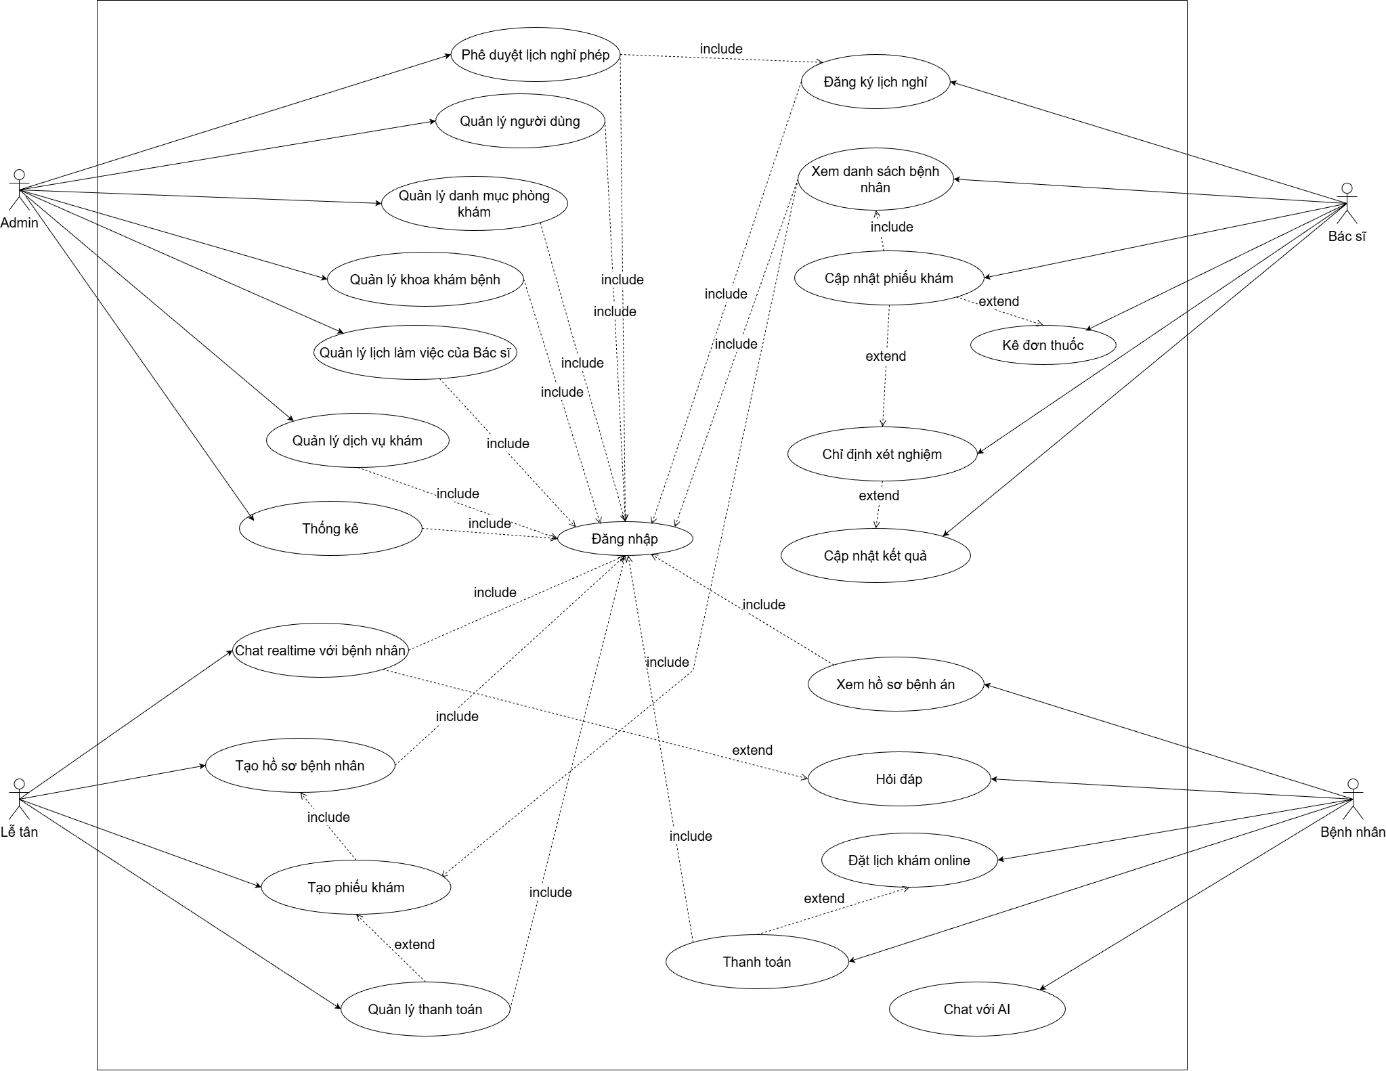 Phê duyệt lịch nghỉ phép
include
Đăng ký lịch nghỉ
Quản lý người dùng
Xem danh sách bệnh
nhân
Admin
Quản lý danh mục phòng
khám
include
Bác sĩ
Quản lý khoa khám bệnh
include
include
Cập nhật phiếu khám
extend
include
Quản lý lịch làm việc của Bác sĩ
include
include
Kê đơn thuốc
extend
include
Quản lý dịch vụ khám
include
Chỉ định xét nghiệm
include
extend
Thống kê
include
Đăng nhập
Cập nhật kết quả
include
include
Chat realtime với bệnh nhân
include
Xem hồ sơ bệnh án
include
extend
Tạo hồ sơ bệnh nhân
Hỏi đáp
Lễ tân
include
include
Bệnh nhân
Đặt lịch khám online
Tạo phiếu khám
include
extend
extend
Thanh toán
Quản lý thanh toán
Chat với AI